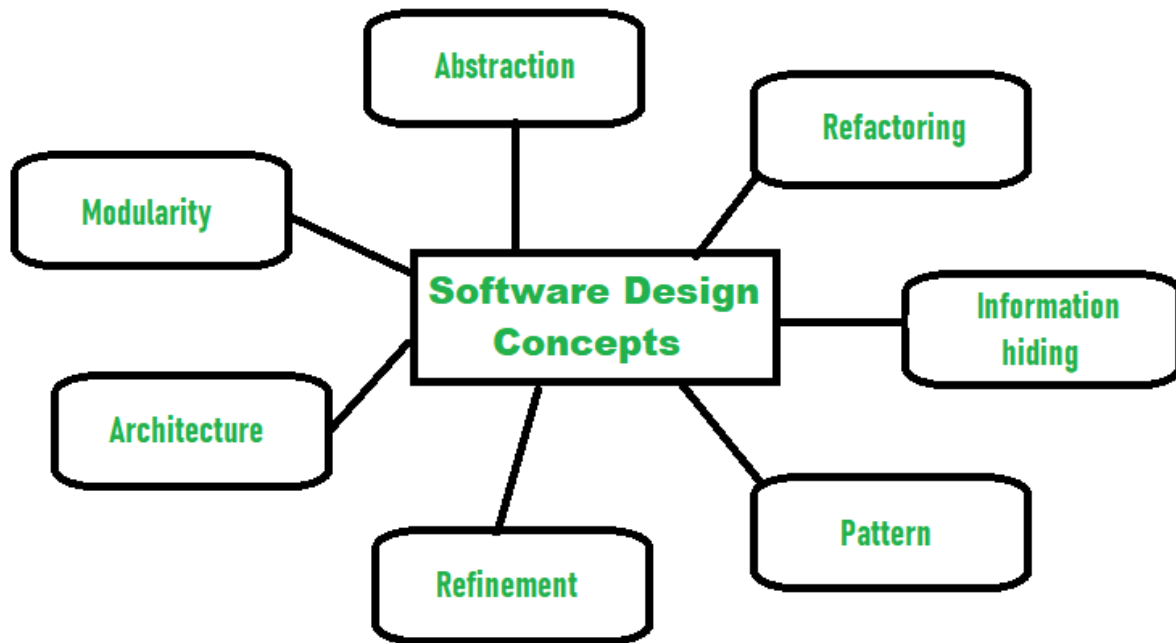 Abstraction
Refactoring
Modularity
Software Design
Concepts
Information
hiding
Architecture
Pattern
Refinement